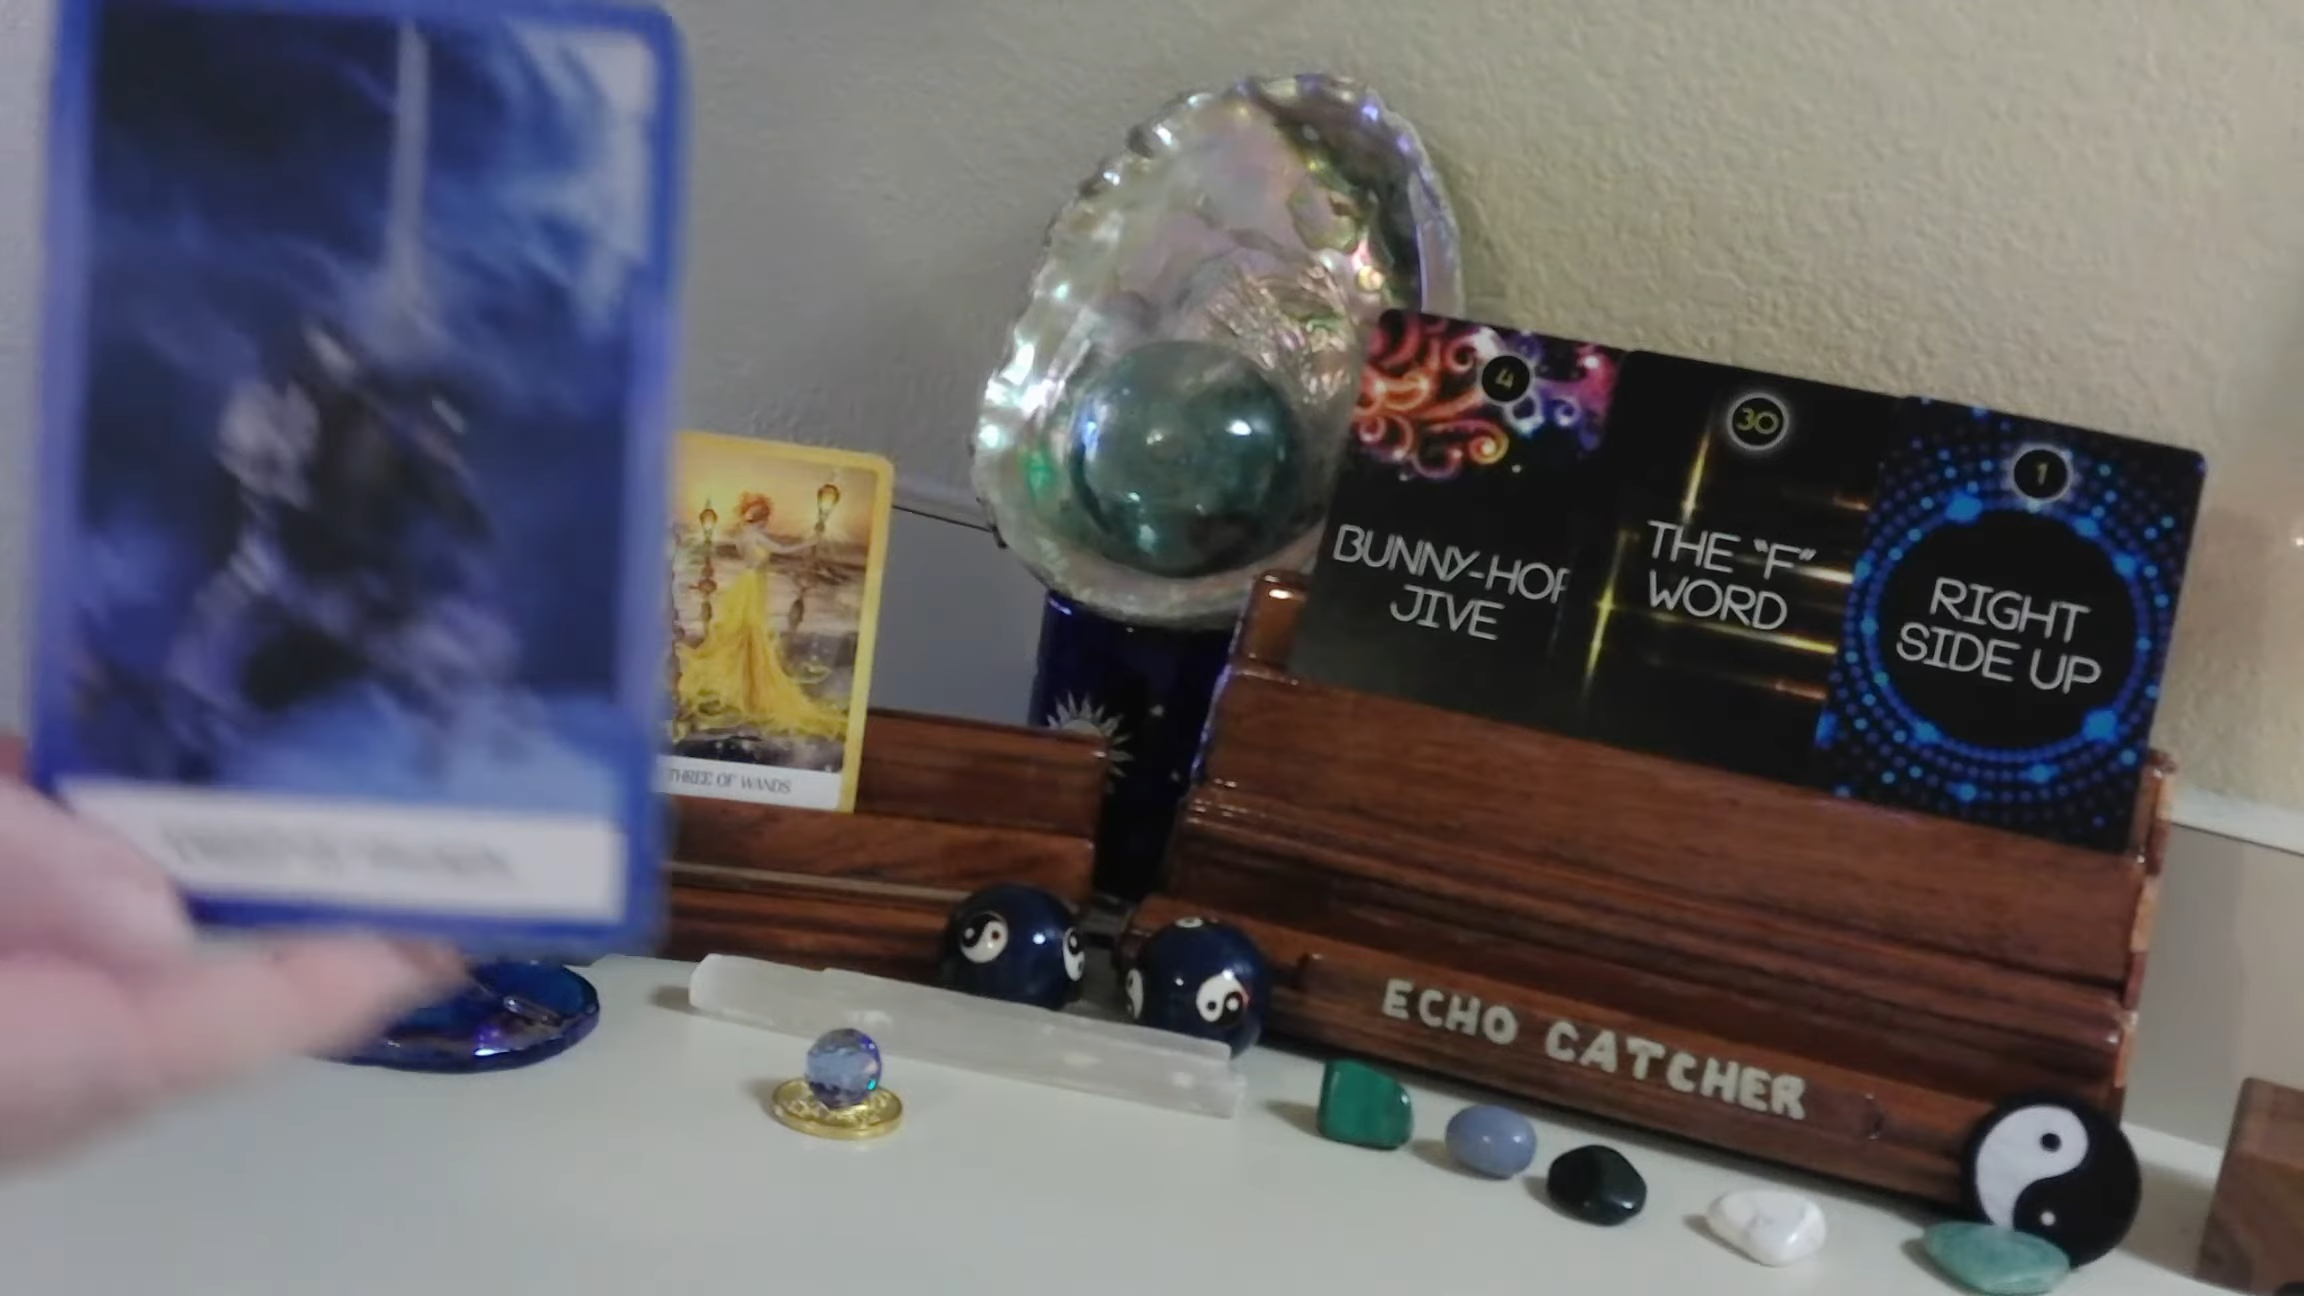 THREE OF WANDS
4
BUNNY-HOP
JIVE
30
THE "F"
WORD
1
RIGHT
SIDE UP
ECHO CATCHER